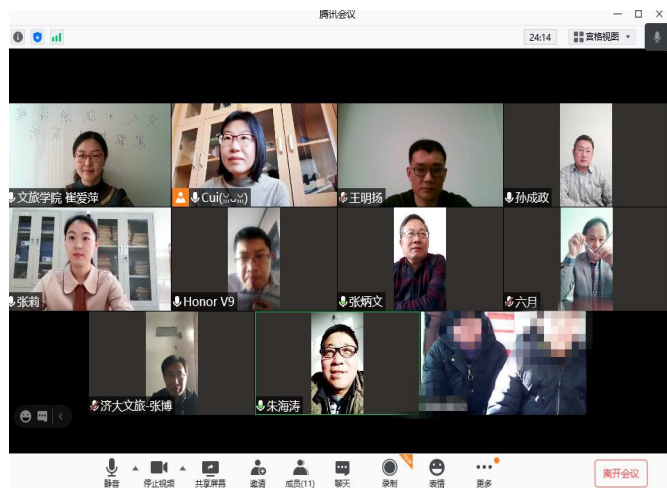 腾讯会议
24:14
宫格视图
文旅学院 崔爱萍
Cui(
王明扬
孙成政
张莉
Honor V9
张炳文
六月
济大文旅-张博
朱海涛
静音
停止视频
共享屏幕
邀请
成员(11)
聊天
录制
表情
更多
离开会议